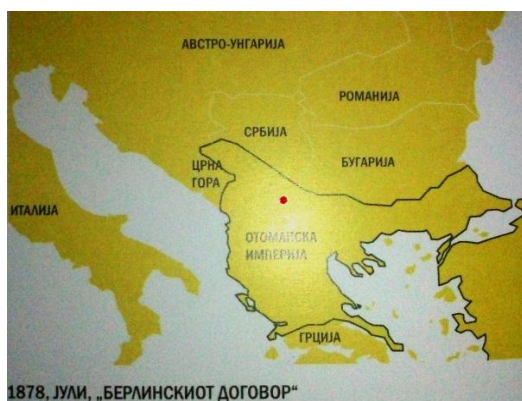 АВСТРО-УНГАРИЈА
РОМАНИЈА
СРБИЈА
БУГАРИЈА
ЦРНА
ГОРА
ИТАЛИЈА
ОТОМАНСКА
ИМПЕРИЈА
ГРЦИЈА
1878, ЈУЛИ, „БЕРЛИНСКИОТ ДОГОВОР“